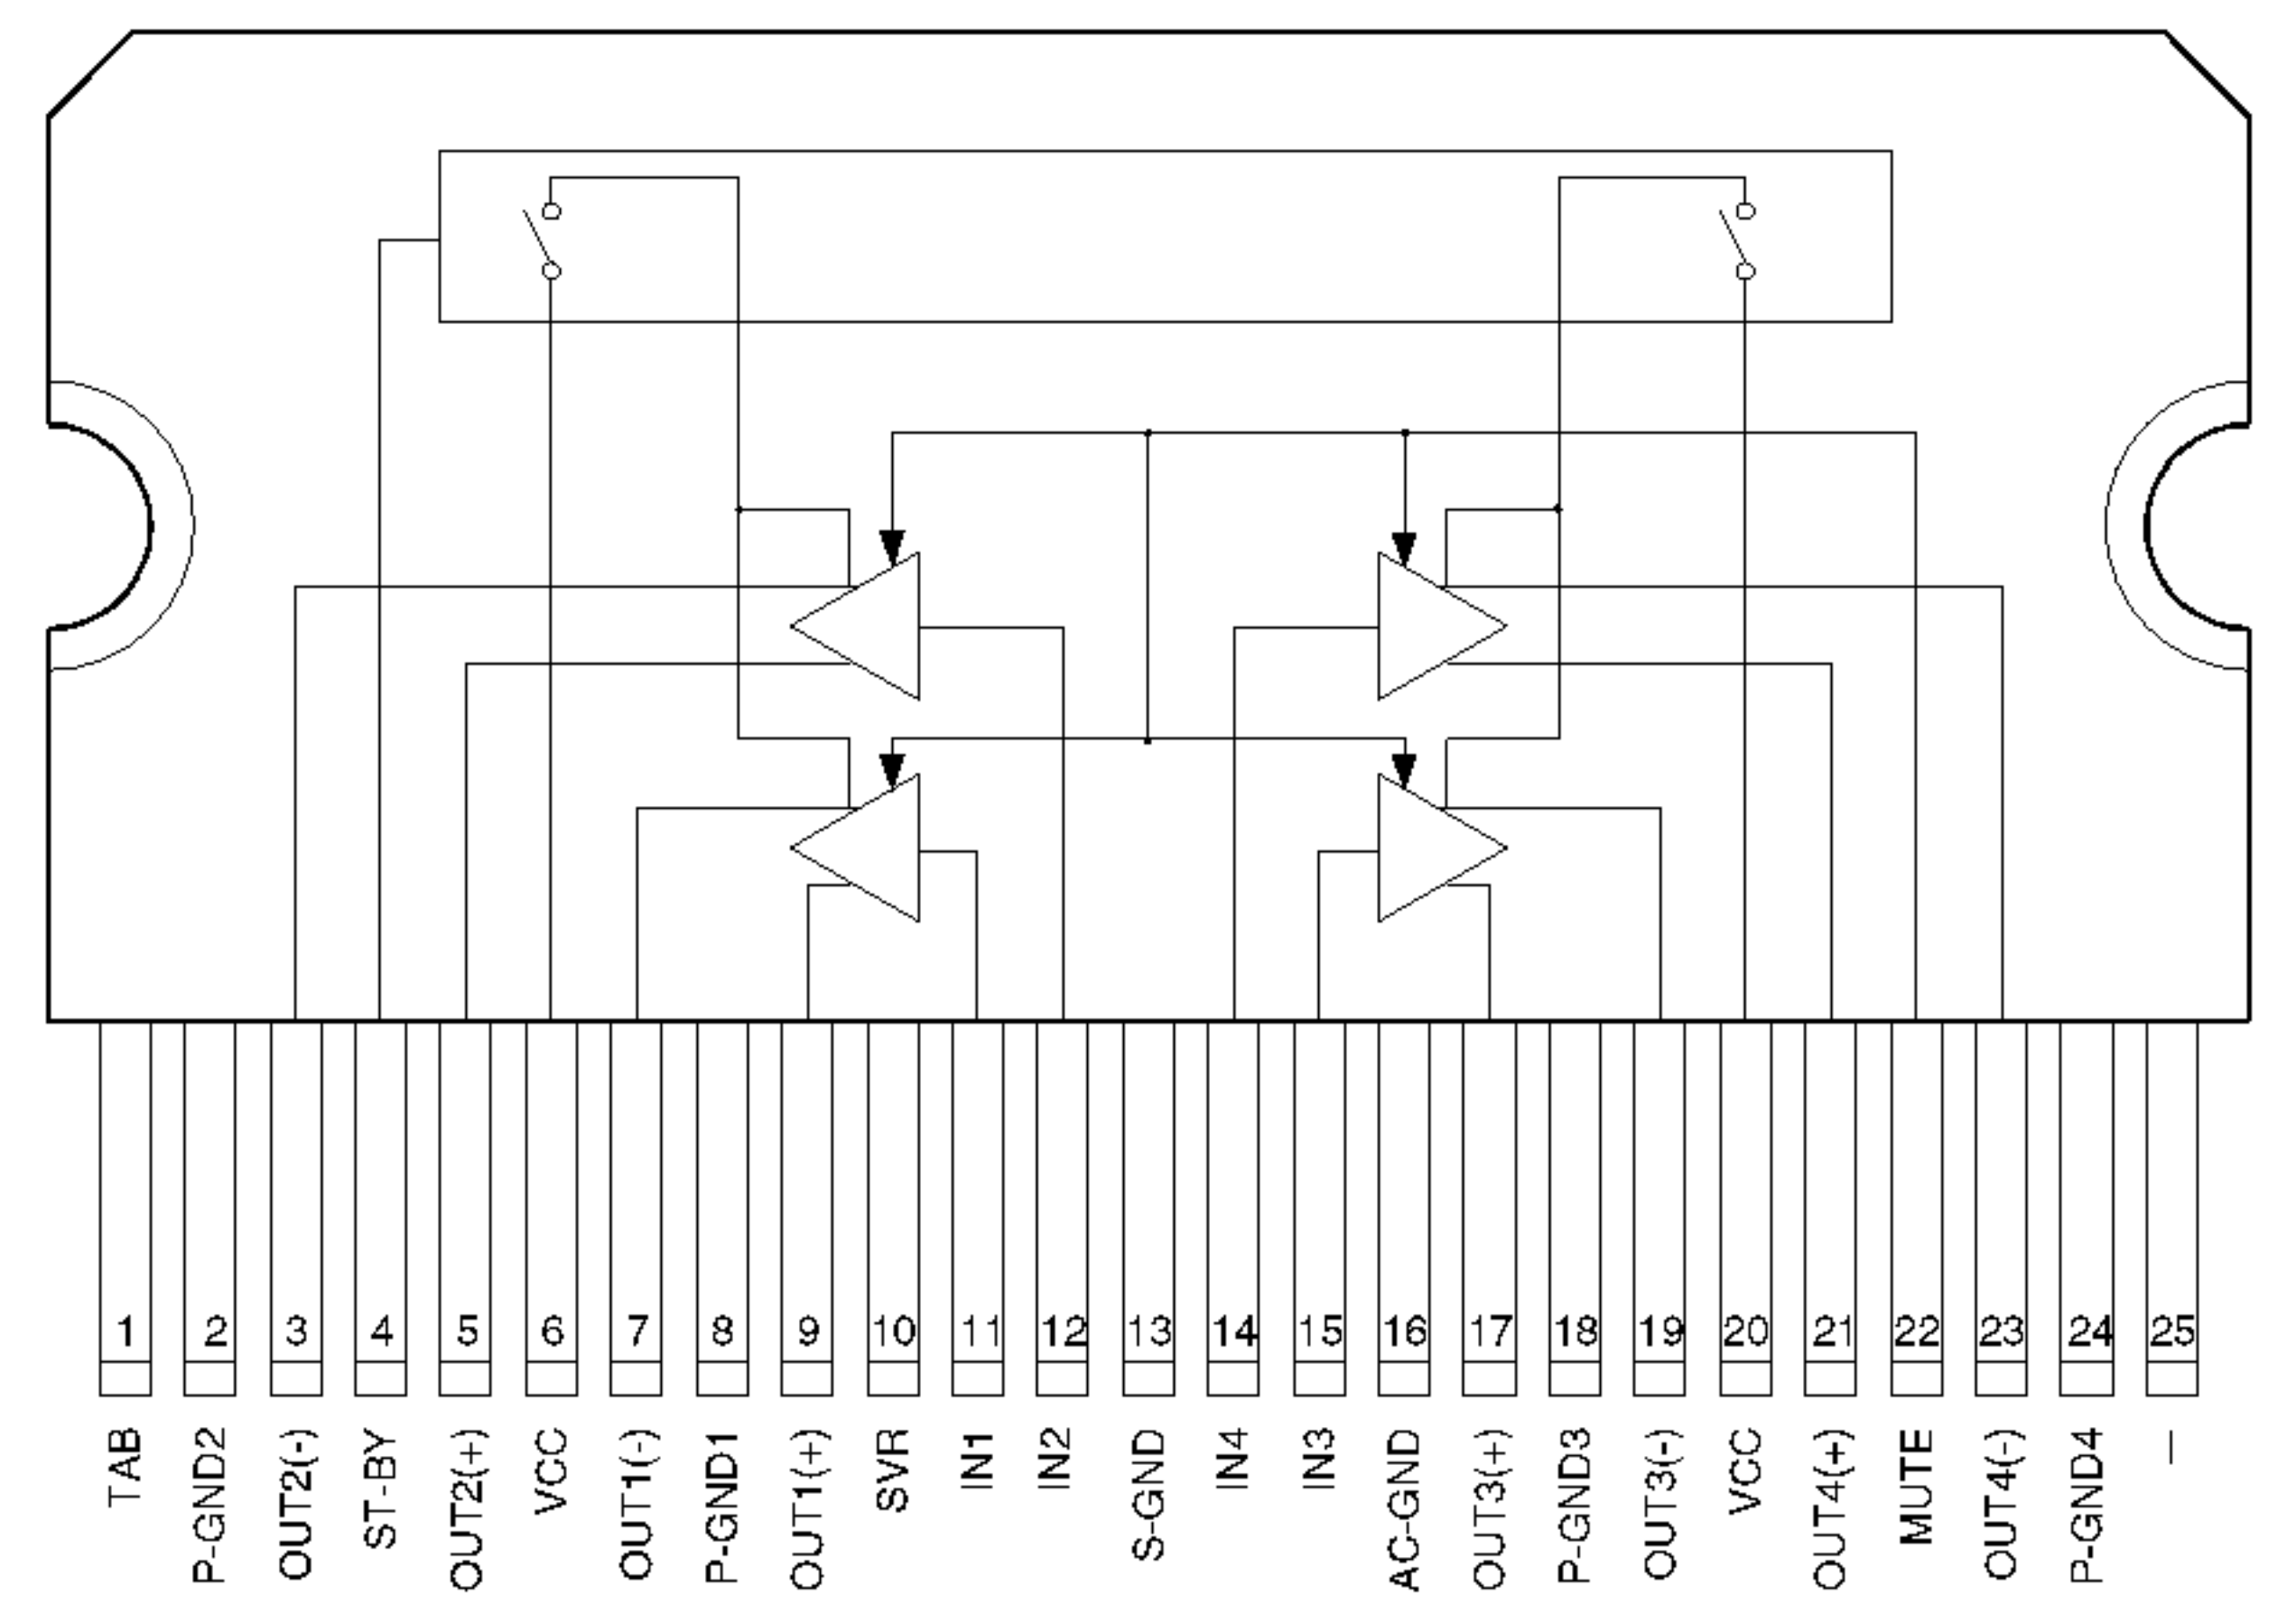 1 2 3 4 5 6 7 8 9 10 11 12 13 14 15 16 17 18 19 20 21 22 23 24 25
TAB
P-GND2
OUT2(-)
ST-BY
OUT2(+)
VCC
OUT1(-)
P-GND1
OUT1(+)
SVR
IN1
IN2
S-GND
IN4
IN3
AC-GND
OUT3(+)
P-GND3
OUT3(-)
VCC
OUT4(+)
MUTE
OUT4(-)
P-GND4
—